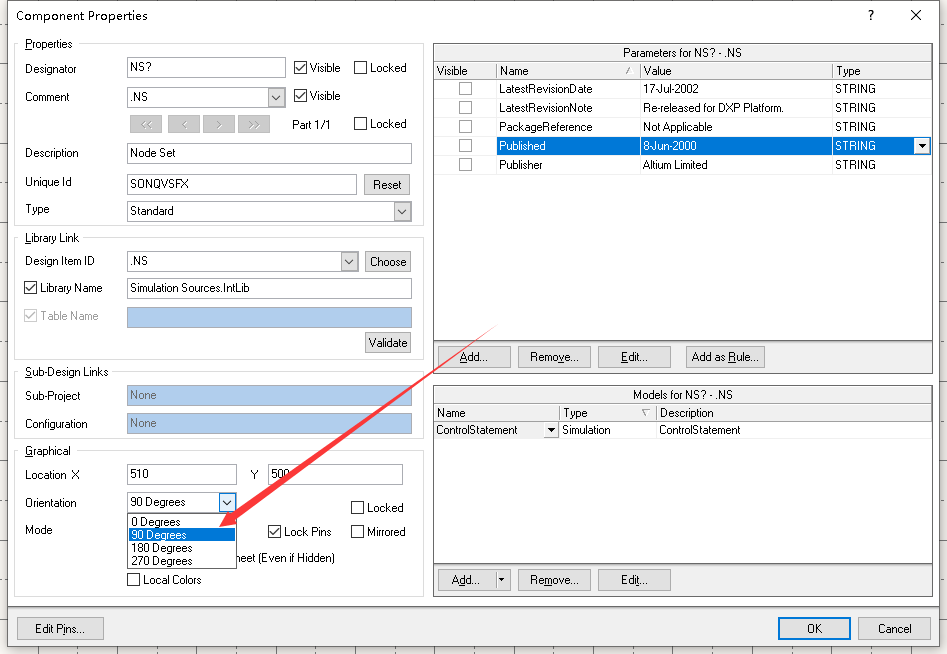 Component Properties
?
Properties
Designator
NS?
Visible
Locked
Comment
.NS
Visible
<<
<
>
>>
Part 1/1
Locked
Description
Node Set
Unique Id
SONQVSFX
Reset
Type
Standard
Library Link
Design Item ID
.NS
Choose
Library Name
Simulation Sources.IntLib
Table Name
Validate
Sub-Design Links
Sub-Project
None
Configuration
None
Graphical
Location X
510
Y
500
Orientation
90 Degrees
Locked
0 Degrees
90 Degrees
180 Degrees
270 Degrees
Mode
Lock Pins
Mirrored
(Even if Hidden)
Local Colors
Parameters for NS? - .NS
Visible Name Value Type
LatestRevisionDate 17-Jul-2002 STRING
LatestRevisionNote Re-released for DXP Platform. STRING
PackageReference Not Applicable STRING
Published 8-Jun-2000 STRING
Publisher Altium Limited STRING
Add...
Remove...
Edit...
Add as Rule...
Models for NS? - .NS
Name Type Description
ControlStatement Simulation ControlStatement
Add...
Remove...
Edit...
Edit Pins...
OK
Cancel